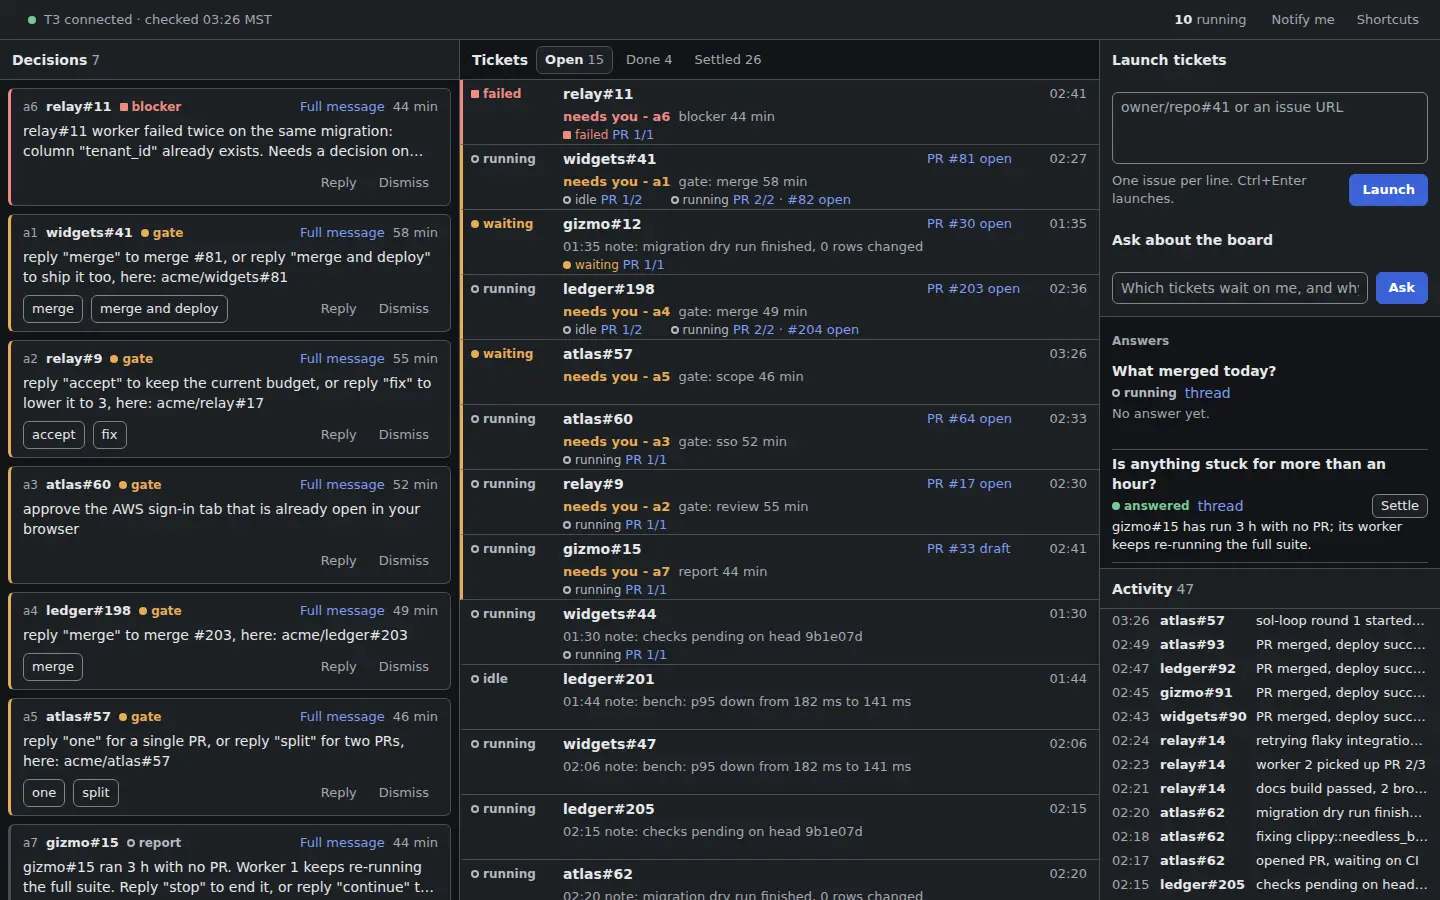 T3 connected · checked 03:26 MST
10 running
Notify me
Shortcuts
Decisions 7
a6 relay#11 blocker Full message 44 min
relay#11 worker failed twice on the same migration:
column "tenant_id" already exists. Needs a decision on…
Reply Dismiss
a1 widgets#41 gate Full message 58 min
reply "merge" to merge #81, or reply "merge and deploy"
to ship it too, here: acme/widgets#81
merge merge and deploy Reply Dismiss
a2 relay#9 gate Full message 55 min
reply "accept" to keep the current budget, or reply "fix" to
lower it to 3, here: acme/relay#17
accept fix Reply Dismiss
a3 atlas#60 gate Full message 52 min
approve the AWS sign-in tab that is already open in your
browser
Reply Dismiss
a4 ledger#198 gate Full message 49 min
reply "merge" to merge #203, here: acme/ledger#203
merge Reply Dismiss
a5 atlas#57 gate Full message 46 min
reply "one" for a single PR, or reply "split" for two PRs,
here: acme/atlas#57
one split Reply Dismiss
a7 gizmo#15 report Full message 44 min
gizmo#15 ran 3 h with no PR. Worker 1 keeps re-running
the full suite. Reply "stop" to end it, or reply "continue" t…
Tickets Open 15 Done 4 Settled 26
failed relay#11 02:41
needs you - a6 blocker 44 min
failed PR 1/1
running widgets#41 PR #81 open 02:27
needs you - a1 gate: merge 58 min
idle PR 1/2 running PR 2/2 · #82 open
waiting gizmo#12 PR #30 open 01:35
01:35 note: migration dry run finished, 0 rows changed
waiting PR 1/1
running ledger#198 PR #203 open 02:36
needs you - a4 gate: merge 49 min
idle PR 1/2 running PR 2/2 · #204 open
waiting atlas#57 03:26
needs you - a5 gate: scope 46 min
running atlas#60 PR #64 open 02:33
needs you - a3 gate: sso 52 min
running PR 1/1
running relay#9 PR #17 open 02:30
needs you - a2 gate: review 55 min
running PR 1/1
running gizmo#15 PR #33 draft 02:41
needs you - a7 report 44 min
running PR 1/1
running widgets#44 01:30
01:30 note: checks pending on head 9b1e07d
running PR 1/1
idle ledger#201 01:44
01:44 note: bench: p95 down from 182 ms to 141 ms
running widgets#47 02:06
02:06 note: bench: p95 down from 182 ms to 141 ms
running ledger#205 02:15
02:15 note: checks pending on head 9b1e07d
running atlas#62 02:20
02:20 note: migration dry run finished, 0 rows changed
Launch tickets
owner/repo#41 or an issue URL
One issue per line. Ctrl+Enter
launches.
Launch
Ask about the board
Which tickets wait on me, and why
Ask
Answers
What merged today?
running thread
No answer yet.
Is anything stuck for more than an
hour?
answered thread Settle
gizmo#15 has run 3 h with no PR; its worker
keeps re-running the full suite.
Activity 47
03:26 atlas#57 sol-loop round 1 started…
02:49 atlas#93 PR merged, deploy succ…
02:47 ledger#92 PR merged, deploy succ…
02:45 gizmo#91 PR merged, deploy succ…
02:43 widgets#90 PR merged, deploy succ…
02:24 relay#14 retrying flaky integratio…
02:23 relay#14 worker 2 picked up PR 2/3
02:21 relay#14 docs build passed, 2 bro…
02:20 atlas#62 migration dry run finish…
02:18 atlas#62 fixing clippy::needless_b…
02:17 atlas#62 opened PR, waiting on CI
02:15 ledger#205 checks pending on head…